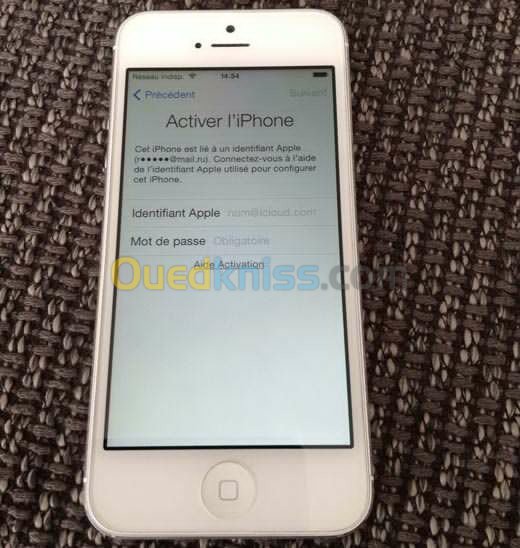 Réseau indisp. 14:54
Précédent Suivant
Activer l'iPhone
Cet iPhone est lié à un identifiant Apple
(r●●●●●@mail.ru). Connectez-vous à l'aide
de l'identifiant Apple utilisé pour configurer
cet iPhone.
Identifiant Apple nom@icloud.com
Mot de passe Obligatoire
Aide Activation
Ouedkniss.com